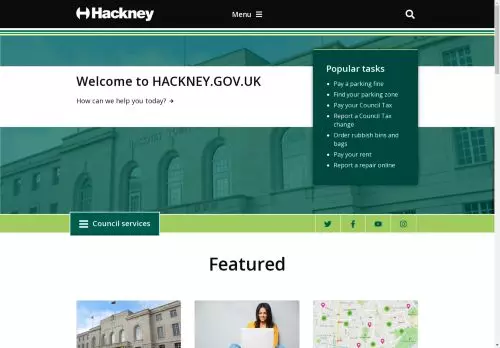 Hackney
Menu
Welcome to HACKNEY.GOV.UK
How can we help you today?
Popular tasks
Pay a parking fine
Find your parking zone
Pay your Council Tax
Report a Council Tax
change
Order rubbish bins and
bags
Pay your rent
Report a repair online
Council services
Featured